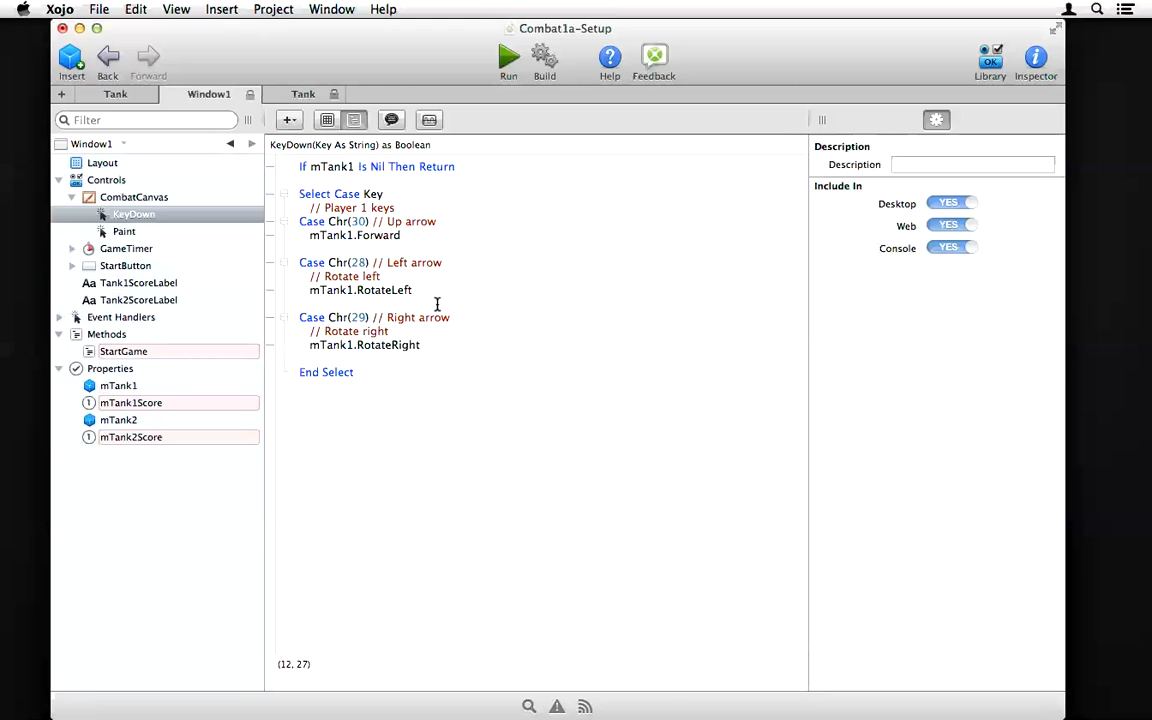 Xojo File Edit View Insert Project Window Help
Combat1a-Setup
Insert Back Forward Run Build Help Feedback Library Inspector
OK
+ Tank Window1 Tank
Filter
Window1
Layout
Controls
CombatCanvas
KeyDown
Paint
GameTimer
StartButton
Aa Tank1ScoreLabel
Aa Tank2ScoreLabel
Event Handlers
Methods
StartGame
Properties
mTank1
1 mTank1Score
mTank2
1 mTank2Score
KeyDown(Key As String) as Boolean
If mTank1 Is Nil Then Return
Select Case Key
// Player 1 keys
Case Chr(30) // Up arrow
mTank1.Forward
Case Chr(28) // Left arrow
// Rotate left
mTank1.RotateLeft
Case Chr(29) // Right arrow
// Rotate right
mTank1.RotateRight
End Select
(12, 27)
Description
Description
Include In
Desktop YES
Web YES
Console YES